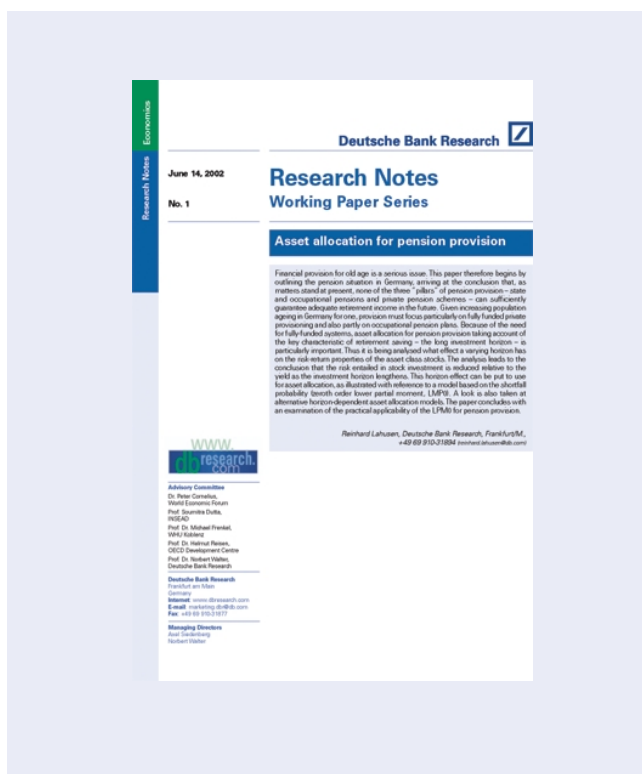 Economics
Research Notes
Deutsche Bank Research
June 14, 2002
No. 1
Research Notes
Working Paper Series
Asset allocation for pension provision
Financial provision for old age is a serious issue. This paper therefore begins by
outlining the pension situation in Germany, arriving at the conclusion that, as
matters stand at present, none of the three "pillars" of pension provision – state
and occupational pensions and private pension schemes – can sufficiently
guarantee adequate retirement income in the future. Given increasing population
ageing in Germany for one, provision must focus particularly on fully funded private
provisioning and also partly on occupational pension plans. Because of the need
for fully-funded systems, asset allocation for pension provision taking account of
the key characteristic of retirement saving – the long investment horizon – is
particularly important. Thus it is being analysed what effect a varying horizon has
on the risk-return properties of the asset class stocks. The analysis leads to the
conclusion that the risk entailed in stock investment is reduced relative to the
yield as the investment horizon lengthens. This horizon effect can be put to use
for asset allocation, as illustrated with reference to a model based on the shortfall
probability (zeroth order lower partial moment, LMP0). A look is also taken at
alternative horizon-dependent asset allocation models. The paper concludes with
an examination of the practical applicability of the LPM0 for pension provision.
Reinhard Lahusen, Deutsche Bank Research, Frankfurt/M.,
+49 69 910-31894 (reinhard.lahusen@db.com)
www.
dbresearch.
com
Advisory Committee
Dr. Peter Cornelius,
World Economic Forum
Prof. Soumitra Dutta,
INSEAD
Prof. Dr. Michael Frenkel,
WHU Koblenz
Prof. Dr. Helmut Reisen,
OECD Development Centre
Prof. Dr. Norbert Walter,
Deutsche Bank Research
Deutsche Bank Research
Frankfurt am Main
Germany
Internet: www.dbresearch.com
E-mail: marketing.dbr@db.com
Fax: +49 69 910-31877
Managing Directors
Axel Siedenberg
Norbert Walter